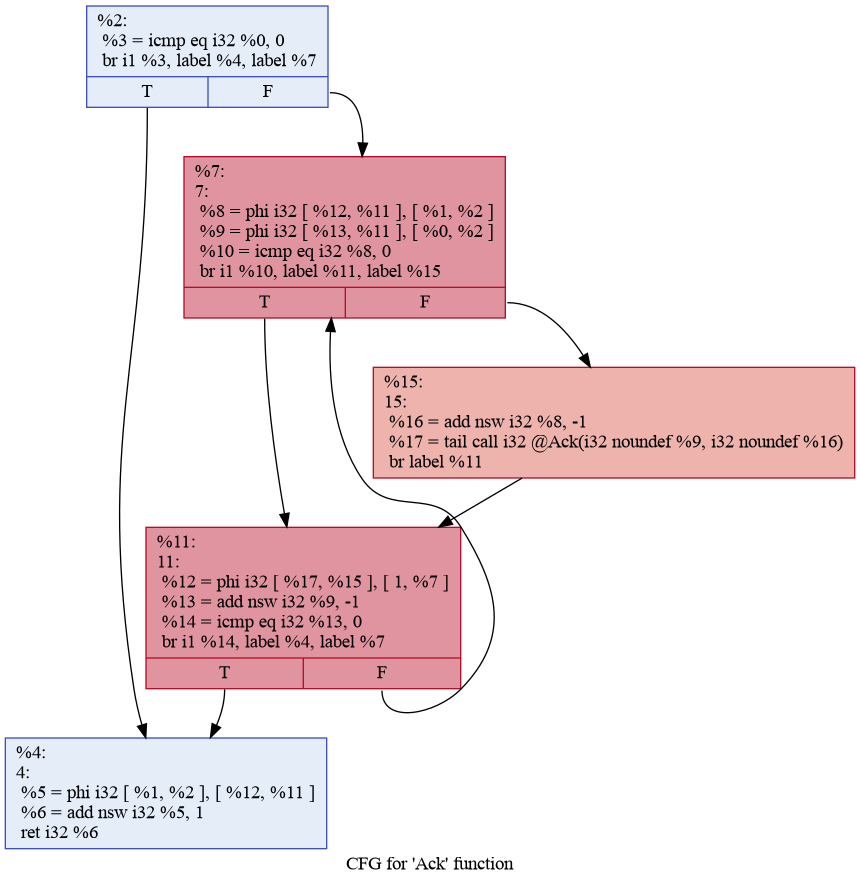 %2:
%3 = icmp eq i32 %0, 0
br i1 %3, label %4, label %7
T F
%7:
7:
%8 = phi i32 [ %12, %11 ], [ %1, %2 ]
%9 = phi i32 [ %13, %11 ], [ %0, %2 ]
%10 = icmp eq i32 %8, 0
br i1 %10, label %11, label %15
T F
%15:
15:
%16 = add nsw i32 %8, -1
%17 = tail call i32 @Ack(i32 noundef %9, i32 noundef %16)
br label %11
%11:
11:
%12 = phi i32 [ %17, %15 ], [ 1, %7 ]
%13 = add nsw i32 %9, -1
%14 = icmp eq i32 %13, 0
br i1 %14, label %4, label %7
T F
%4:
4:
%5 = phi i32 [ %1, %2 ], [ %12, %11 ]
%6 = add nsw i32 %5, 1
ret i32 %6
CFG for 'Ack' function